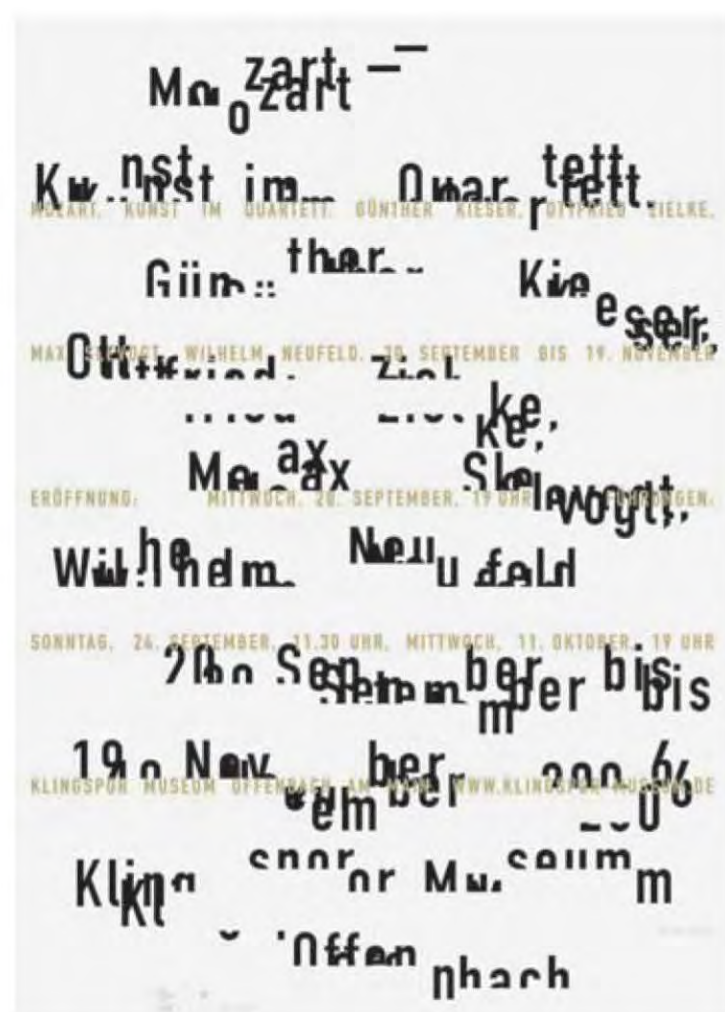 Mozart –
Kunst im Quartett.
MOZART. KUNST IM QUARTETT. GÜNTHER KIESER, OTTFRIED ZIELKE,
Günther Kieser,
MAX SLEVOGT, WILHELM NEUFELD. 20. SEPTEMBER BIS 19. NOVEMBER
Ottfried Zielke,
Max Slevogt,
ERÖFFNUNG: MITTWOCH, 20. SEPTEMBER, 19 UHR FÜHRUNGEN:
Wilhelm Neufeld
SONNTAG, 24. SEPTEMBER, 11.30 UHR, MITTWOCH, 11. OKTOBER, 19 UHR
20. September bis
19. November 2006
KLINGSPOR MUSEUM OFFENBACH AM MAIN. WWW.KLINGSPOR-MUSEUM.DE
Klingspor Museum
Offenbach